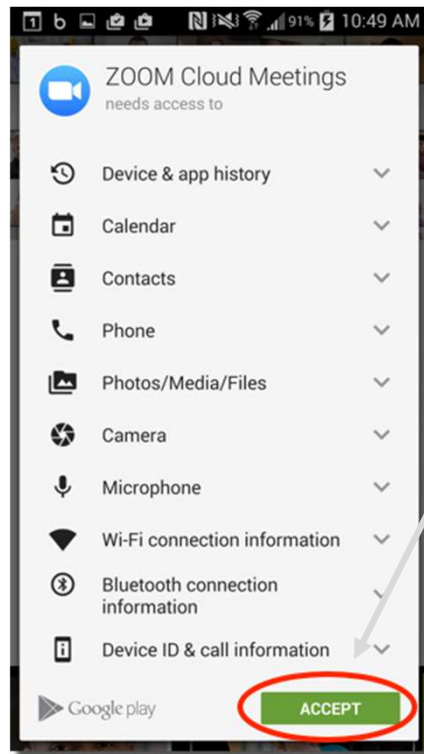 1 b 91% 10:49 AM
ZOOM Cloud Meetings
needs access to
Device & app history
Calendar
Contacts
Phone
Photos/Media/Files
Camera
Microphone
Wi-Fi connection information
Bluetooth connection
information
Device ID & call information
Google play ACCEPT